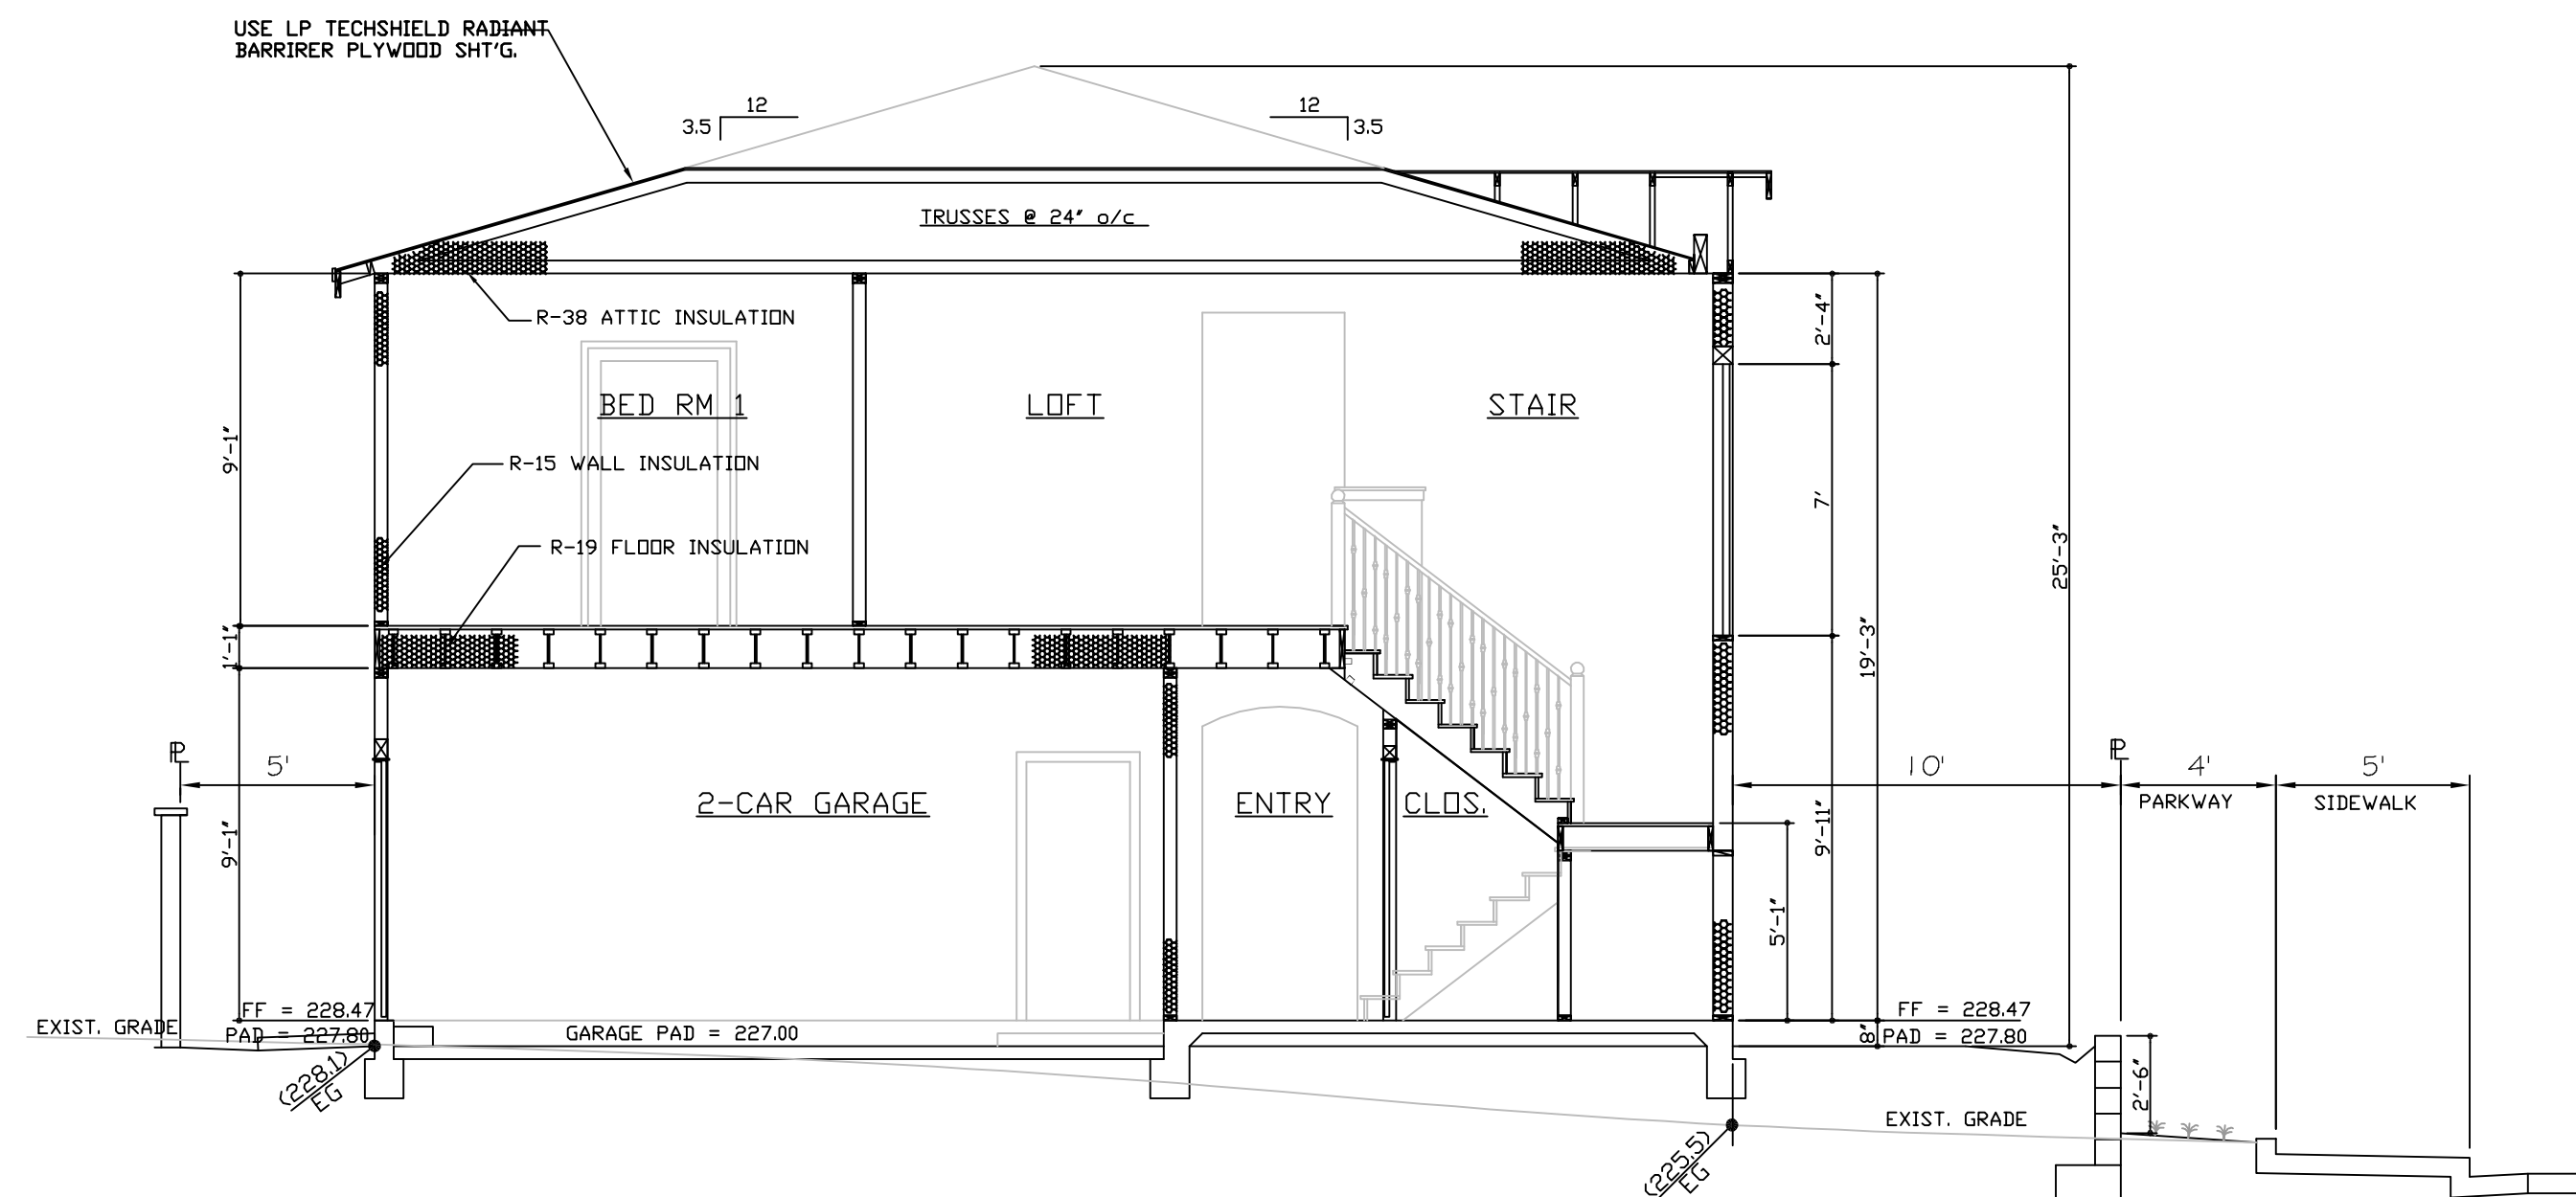 USE LP TECHSHIELD RADIANT
BARRIRER PLYWOOD SHT'G.
12
3.5
12
3.5
TRUSSES @ 24" o/c
R-38 ATTIC INSULATION
2'-4"
BED RM 1
LOFT
STAIR
9'-1"
R-15 WALL INSULATION
7'
R-19 FLOOR INSULATION
25'-3"
1'-1"
19'-3"
PL
5'
PL
10'
4'
5'
PARKWAY
SIDEWALK
2-CAR GARAGE
ENTRY
CLOS.
9'-1"
9'-11"
5'-1"
FF = 228.47
FF = 228.47
EXIST. GRADE
PAD = 227.80
GARAGE PAD = 227.00
8"
PAD = 227.80
(228.1)
EG
2'-6"
EXIST. GRADE
(225.5)
EG